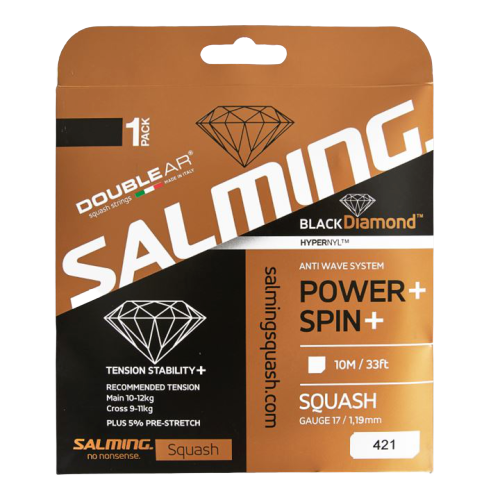 1 PACK
DOUBLE AR®
squash strings MADE IN ITALY
SALMING.
BLACKDiamond™
HYPERNYL™
ANTI WAVE SYSTEM
POWER+
SPIN+
10M / 33ft
SQUASH
GAUGE 17 / 1,19mm
421
salmingsquash.com
TENSION STABILITY+
RECOMMENDED TENSION
Main 10-12kg
Cross 9-11kg
PLUS 5% PRE-STRETCH
SALMING.
no nonsense.
Squash